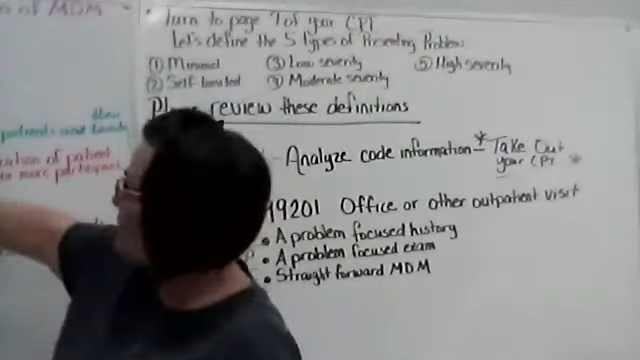 of MDM
Turn to page 7 of your CPT
Let's define the 5 types of Presenting Problems
① Minimal ③ Low severity ⑤ High severity
② Self-limited ④ Moderate severity
review these definitions
of patient
Analyze code information - * Take Out
your CPT *
99201 Office or other outpatient visit
• A problem focused history
• A problem focused exam
• Straight forward MDM